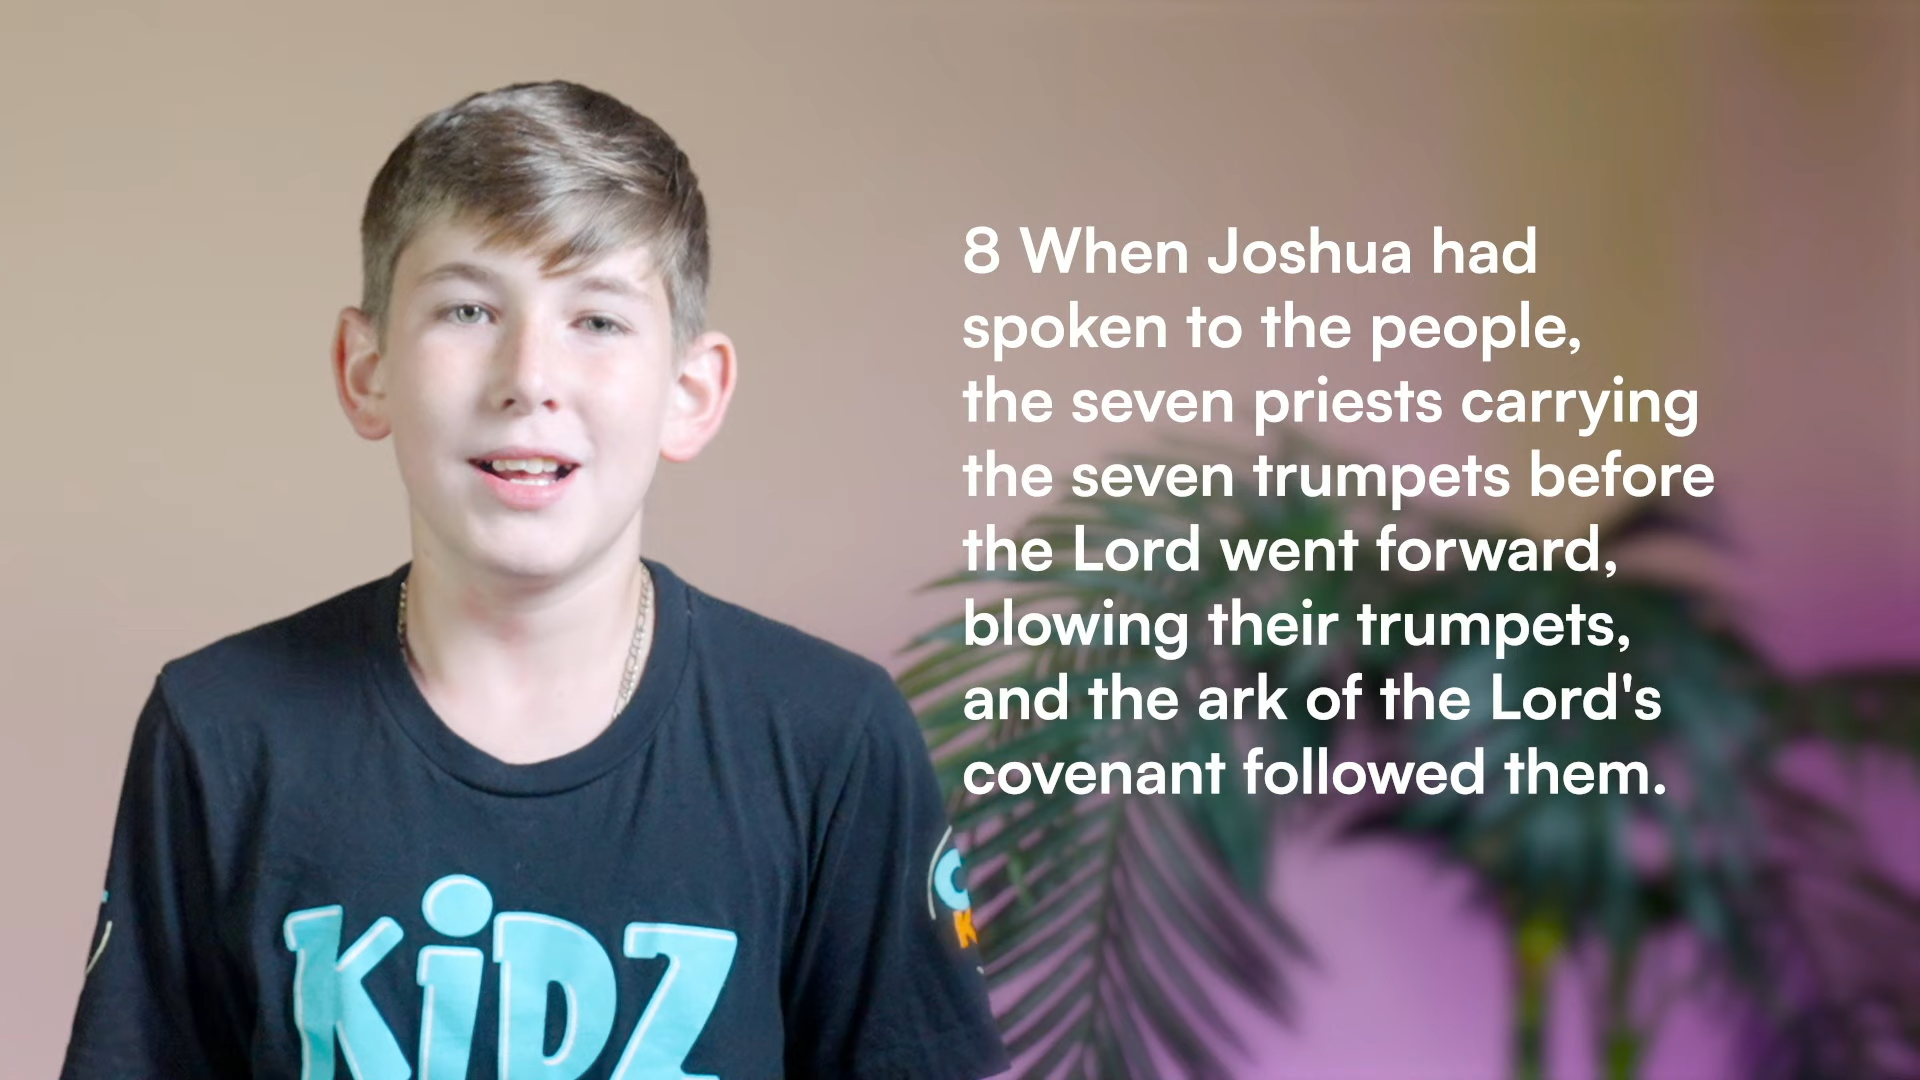 8 When Joshua had
spoken to the people,
the seven priests carrying
the seven trumpets before
the Lord went forward,
blowing their trumpets,
and the ark of the Lord's
covenant followed them.
KiDZ
C
K